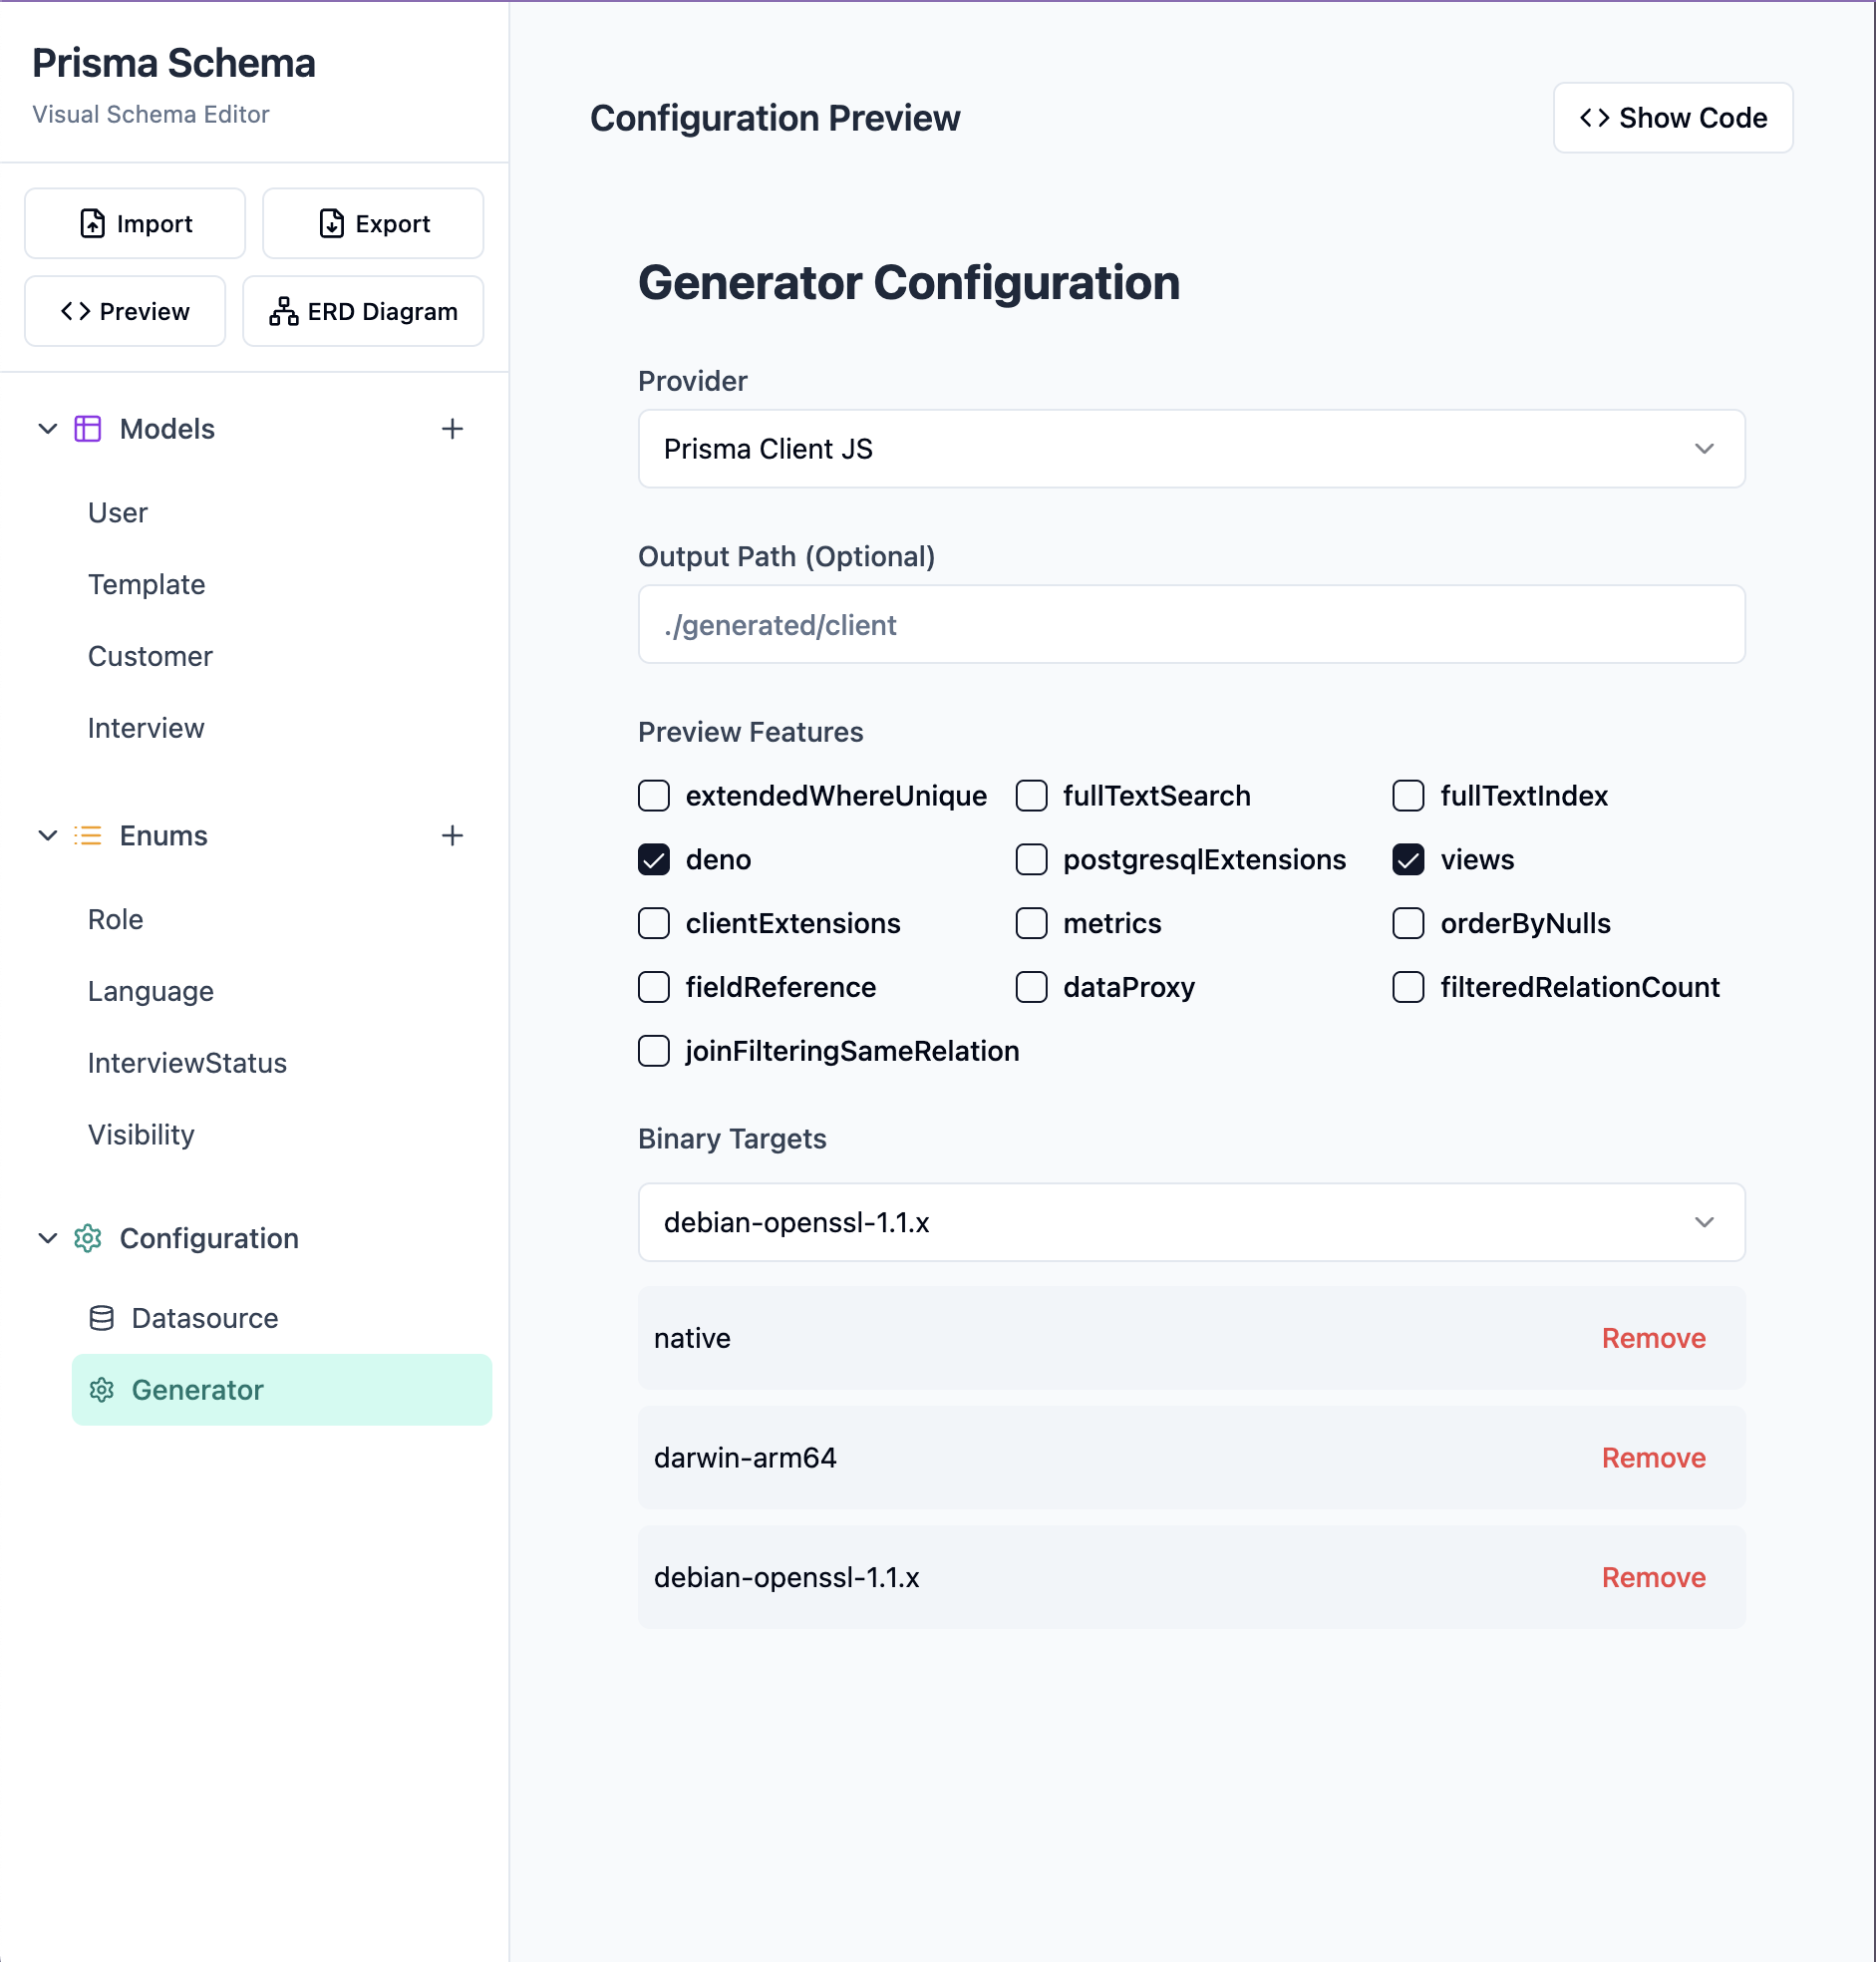 Prisma Schema
Visual Schema Editor
Import
Export
Preview
ERD Diagram
Models
User
Template
Customer
Interview
Enums
Role
Language
InterviewStatus
Visibility
Configuration
Datasource
Generator
Configuration Preview
Show Code
Generator Configuration
Provider
Prisma Client JS
Output Path (Optional)
./generated/client
Preview Features
extendedWhereUnique
fullTextSearch
fullTextIndex
deno
postgresqlExtensions
views
clientExtensions
metrics
orderByNulls
fieldReference
dataProxy
filteredRelationCount
joinFilteringSameRelation
Binary Targets
debian-openssl-1.1.x
native
Remove
darwin-arm64
Remove
debian-openssl-1.1.x
Remove